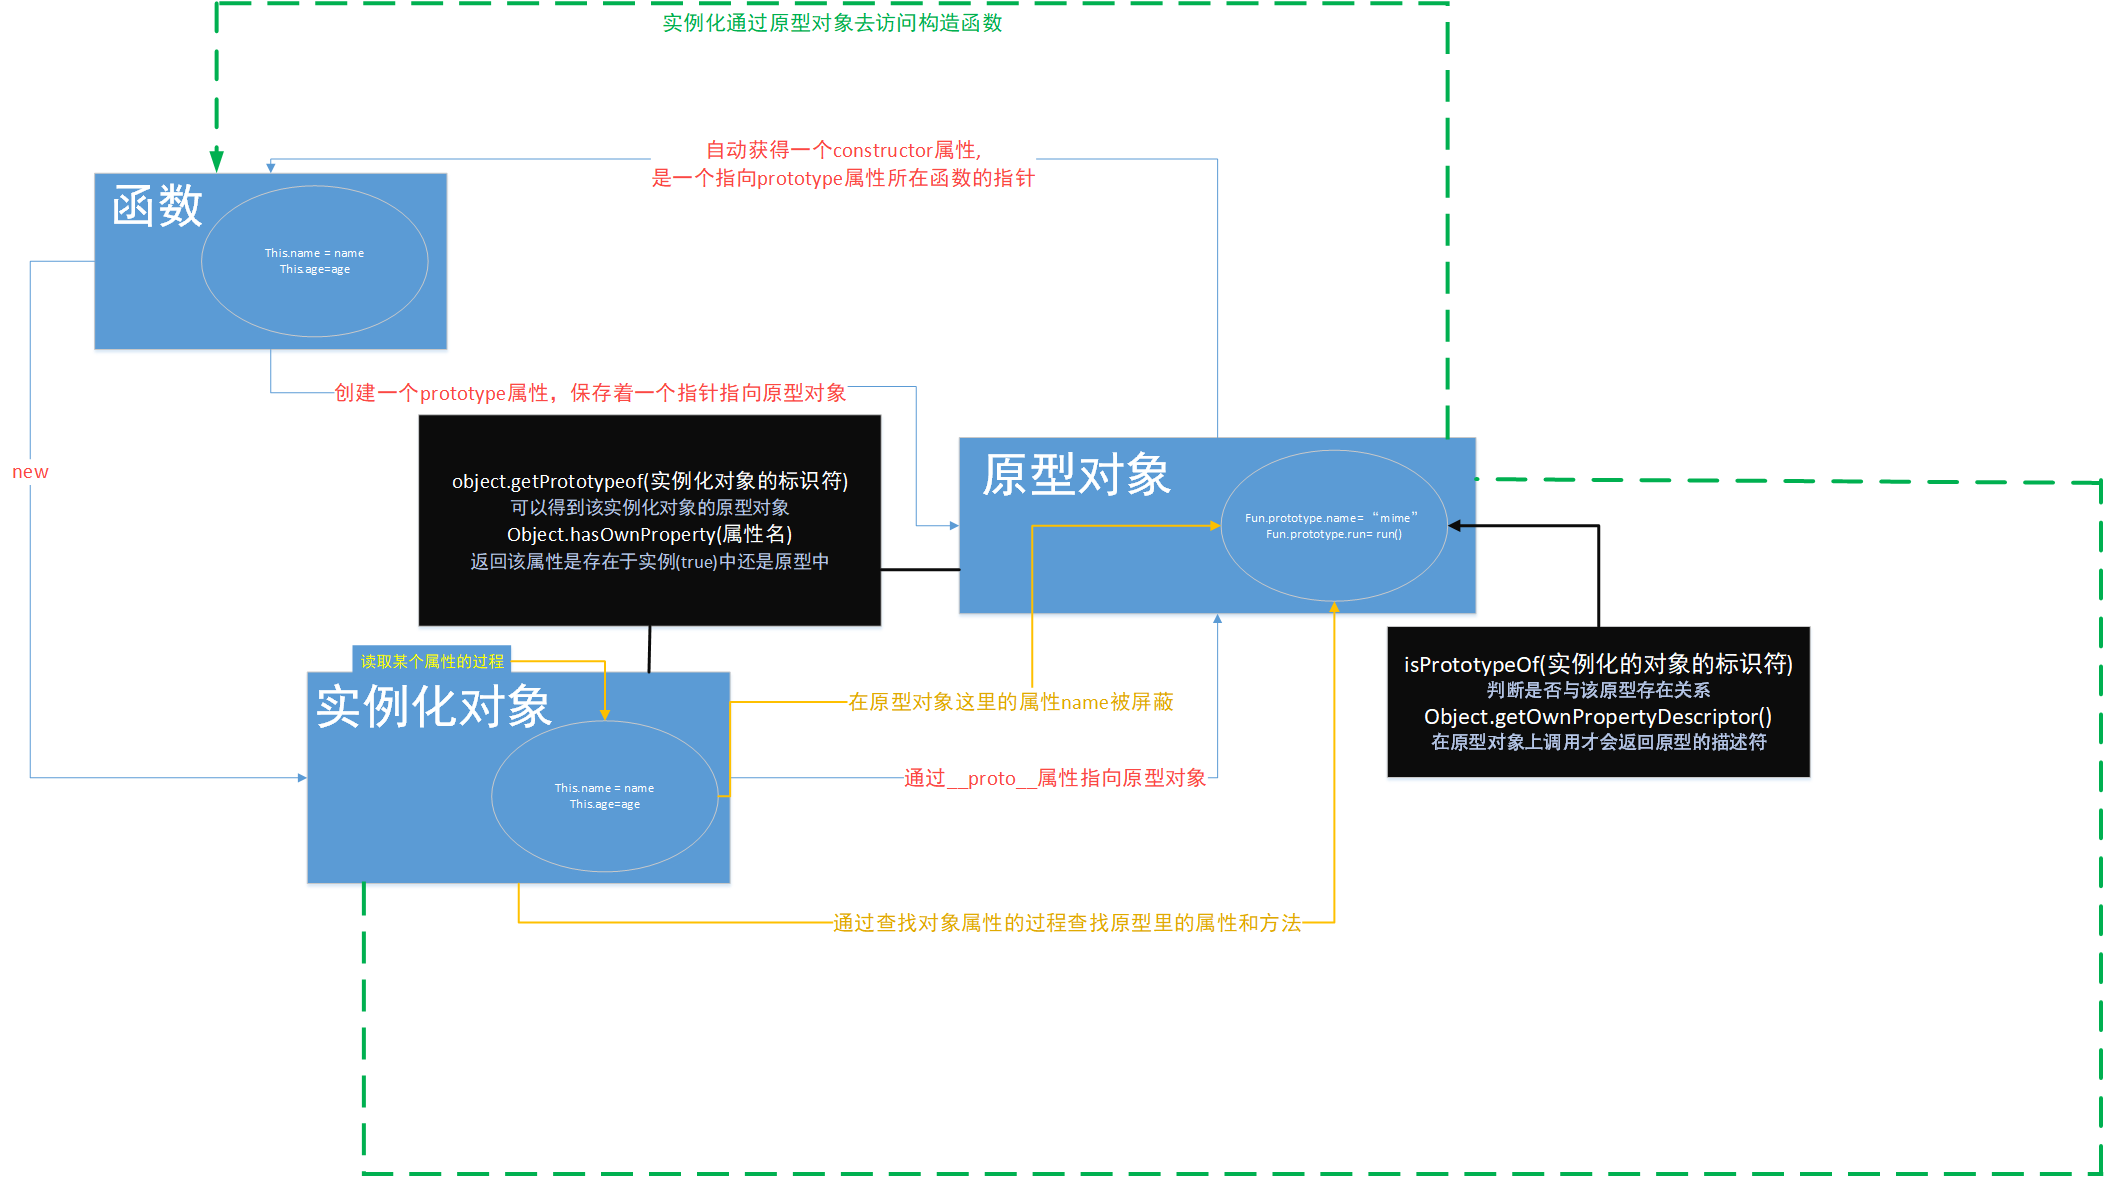 实例化通过原型对象去访问构造函数
自动获得一个constructor属性,
是一个指向prototype属性所在函数的指针
函数
This.name = name
This.age=age
创建一个prototype属性，保存着一个指针指向原型对象
new
object.getPrototypeof(实例化对象的标识符)
可以得到该实例化对象的原型对象
Object.hasOwnProperty(属性名)
返回该属性是存在于实例(true)中还是原型中
原型对象
Fun.prototype.name= “mime”
Fun.prototype.run= run()
isPrototypeOf(实例化的对象的标识符)
判断是否与该原型存在关系
Object.getOwnPropertyDescriptor()
在原型对象上调用才会返回原型的描述符
读取某个属性的过程
实例化对象
This.name = name
This.age=age
在原型对象这里的属性name被屏蔽
通过__proto__属性指向原型对象
通过查找对象属性的过程查找原型里的属性和方法